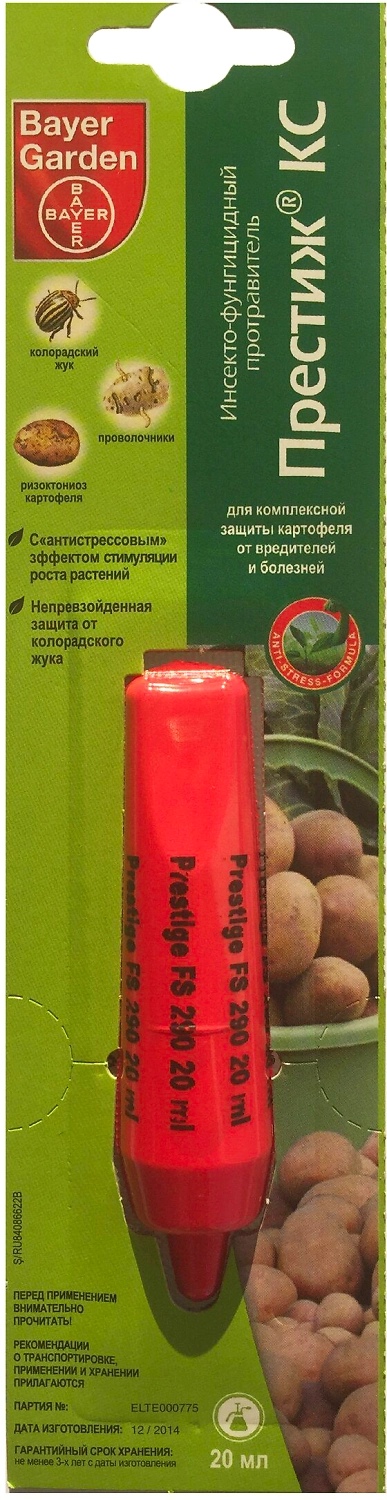 Bayer
Garden
BAYER
BAYER
Инсекто-фунгицидный
протравитель
Престиж® КС
колорадский
жук
проволочники
ризоктониоз
картофеля
для комплексной
защиты картофеля
от вредителей
и болезней
С«антистрессовым»
эффектом стимуляции
роста растений
Непревзойденная
защита от
колорадского
жука
ANTI STRESS-FORMULA
Prestige FS 290 20 ml
Prestige FS 290 20 ml
Prestige FS 290 20 ml
Ş/RU84086622B
ПЕРЕД ПРИМЕНЕНИЕМ
ВНИМАТЕЛЬНО
ПРОЧИТАТЬ!
РЕКОМЕНДАЦИИ
О ТРАНСПОРТИРОВКЕ,
ПРИМЕНЕНИИ И ХРАНЕНИИ
ПРИЛАГАЮТСЯ
ПАРТИЯ №: ELTE000775
ДАТА ИЗГОТОВЛЕНИЯ: 12 / 2014
ГАРАНТИЙНЫЙ СРОК ХРАНЕНИЯ:
не менее 3-х лет с даты изготовления
20 мл